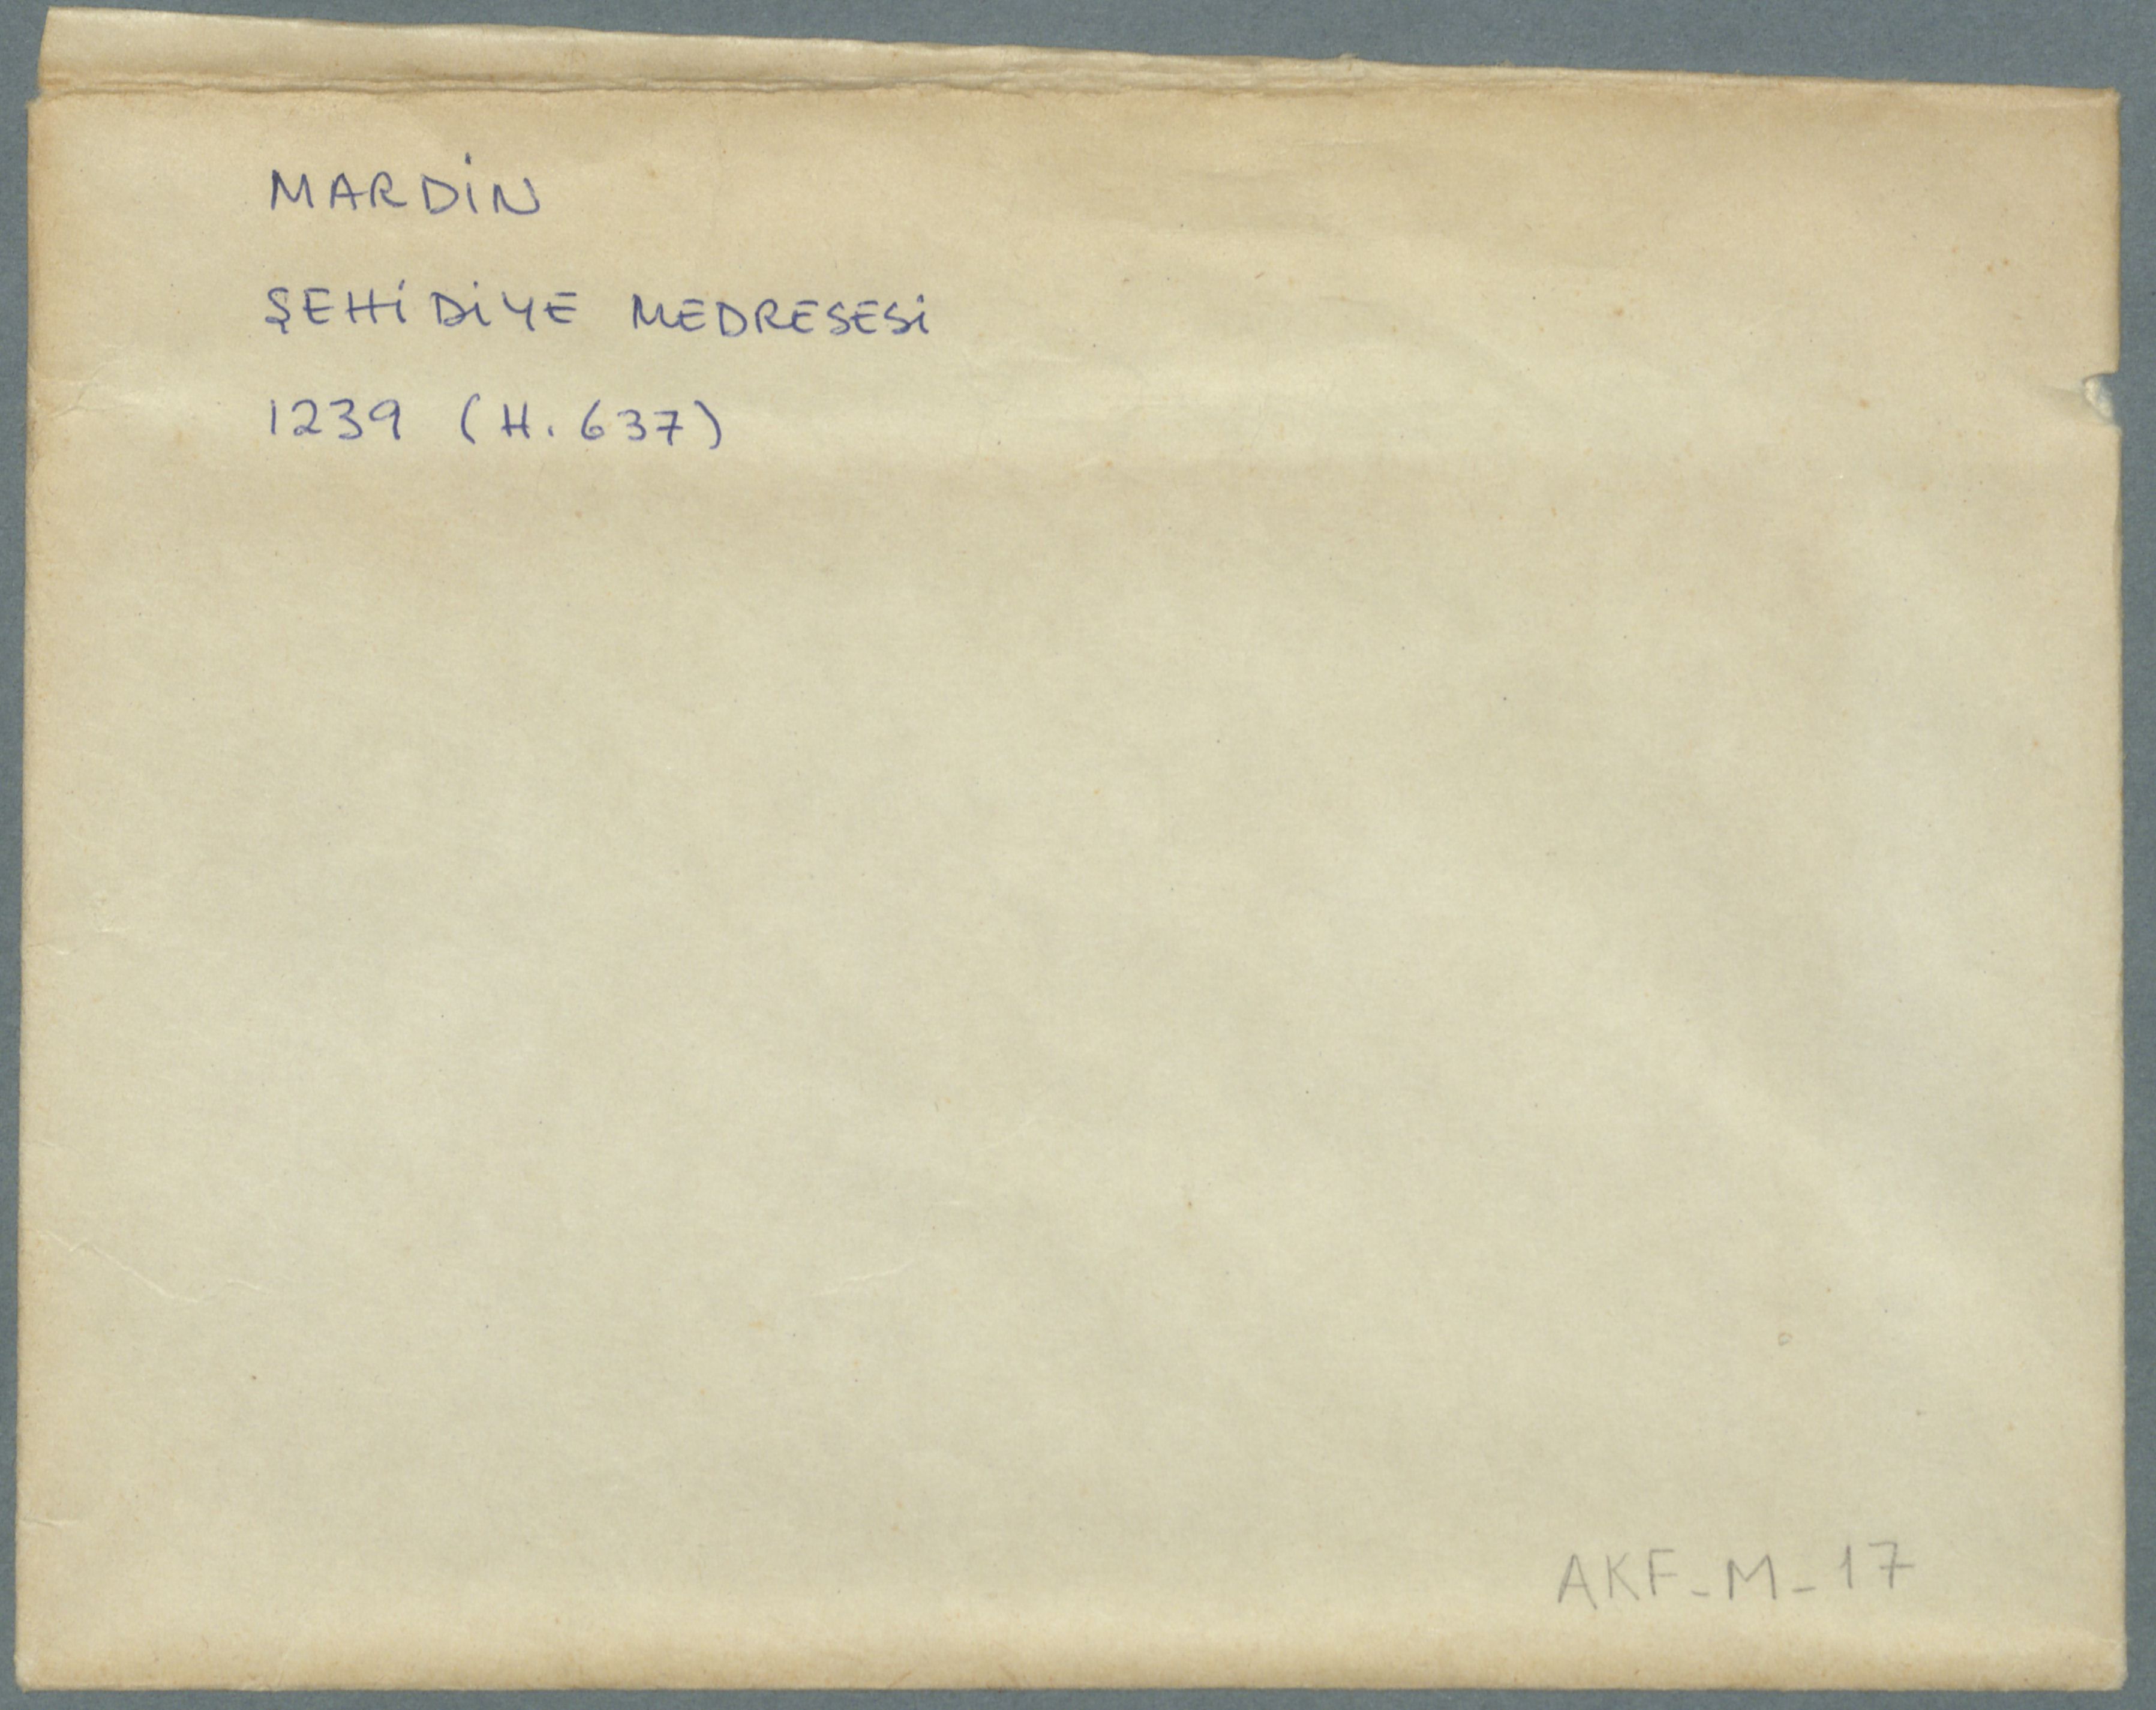 MARDİN
ŞEHİDİYE MEDRESESİ
1239 (H. 637)
AKF_M_17